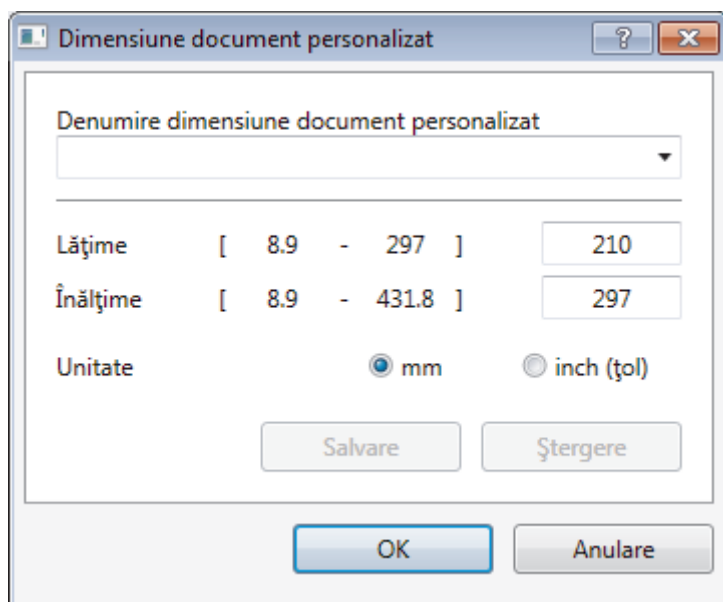 Dimensiune document personalizat
Denumire dimensiune document personalizat
Lăţime [ 8.9 - 297 ] 210
Înălţime [ 8.9 - 431.8 ] 297
Unitate mm inch (ţol)
Salvare Ştergere
OK Anulare